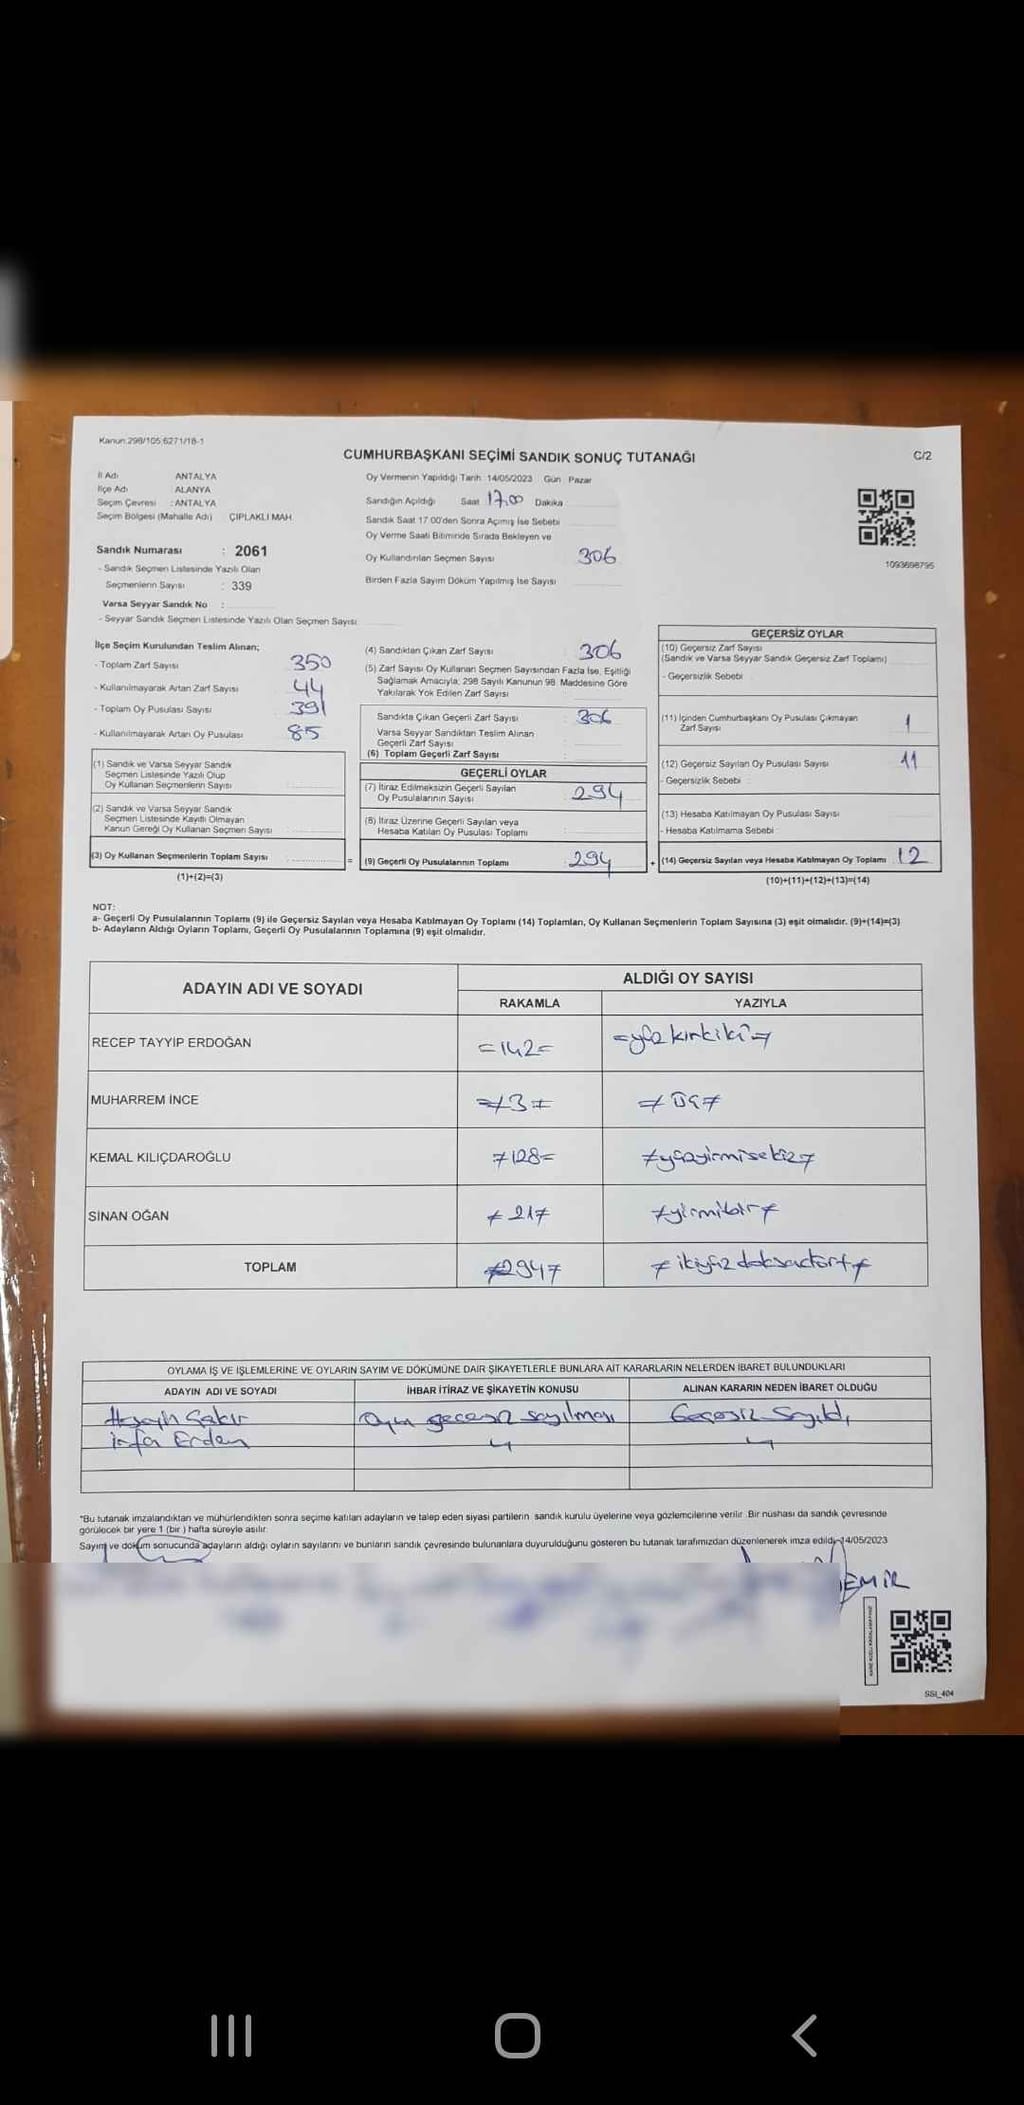 Kanun:298/105,6271/18-1
CUMHURBAŞKANI SEÇİMİ SANDIK SONUÇ TUTANAĞI
C/2
İl Adı ANTALYA
İlçe Adı : ALANYA
Seçim Çevresi : ANTALYA
Seçim Bölgesi (Mahalle Adı) ÇIPLAKLI MAH.
Oy Vermenin Yapıldığı Tarih: 14/05/2023 Gün: Pazar
Sandığın Açıldığı Saat 17,00 Dakika
Sandık Saat 17.00'den Sonra Açılmış İse Sebebi
Oy Verme Saati Bitiminde Sırada Bekleyen ve
Oy Kullandırılan Seçmen Sayısı 306
Birden Fazla Sayım Döküm Yapılmış İse Sayısı
1093698795
Sandık Numarası : 2061
- Sandık Seçmen Listesinde Yazılı Olan
Seçmenlerin Sayısı : 339
Varsa Seyyar Sandık No :
- Seyyar Sandık Seçmen Listesinde Yazılı Olan Seçmen Sayısı
İlçe Seçim Kurulundan Teslim Alınan;
- Toplam Zarf Sayısı 350
- Kullanılmayarak Artan Zarf Sayısı 44
- Toplam Oy Pusulası Sayısı 391
- Kullanılmayarak Artan Oy Pusulası 85
(1) Sandık ve Varsa Seyyar Sandık
Seçmen Listesinde Yazılı Olup
Oy Kullanan Seçmenlerin Sayısı
(2) Sandık ve Varsa Seyyar Sandık
Seçmen Listesinde Kayıtlı Olmayan
Kanun Gereği Oy Kullanan Seçmen Sayısı
(3) Oy Kullanan Seçmenlerin Toplam Sayısı =
(1)+(2)=(3)
(4) Sandıktan Çıkan Zarf Sayısı 306
(5) Zarf Sayısı Oy Kullanan Seçmen Sayısından Fazla İse, Eşitliği
Sağlamak Amacıyla; 298 Sayılı Kanunun 98. Maddesine Göre
Yakılarak Yok Edilen Zarf Sayısı
Sandıkta Çıkan Geçerli Zarf Sayısı 306
Varsa Seyyar Sandıktan Teslim Alınan
Geçerli Zarf Sayısı
(6) Toplam Geçerli Zarf Sayısı
GEÇERLİ OYLAR
(7) İtiraz Edilmeksizin Geçerli Sayılan
Oy Pusulalarının Sayısı 294
(8) İtiraz Üzerine Geçerli Sayılan veya
Hesaba Katılan Oy Pusulası Toplamı
(9) Geçerli Oy Pusulalarının Toplamı 294 +
GEÇERSİZ OYLAR
(10) Geçersiz Zarf Sayısı
(Sandık ve Varsa Seyyar Sandık Geçersiz Zarf Toplamı)
- Geçersizlik Sebebi
(11) İçinden Cumhurbaşkanı Oy Pusulası Çıkmayan
Zarf Sayısı 1
(12) Geçersiz Sayılan Oy Pusulası Sayısı 11
- Geçersizlik Sebebi :
(13) Hesaba Katılmayan Oy Pusulası Sayısı
- Hesaba Katılmama Sebebi
(14) Geçersiz Sayılan veya Hesaba Katılmayan Oy Toplamı 12
(10)+(11)+(12)+(13)=(14)
NOT:
a- Geçerli Oy Pusulalarının Toplamı (9) ile Geçersiz Sayılan veya Hesaba Katılmayan Oy Toplamı (14) Toplamları, Oy Kullanan Seçmenlerin Toplam Sayısına (3) eşit olmalıdır. (9)+(14)=(3)
b- Adayların Aldığı Oyların Toplamı, Geçerli Oy Pusulalarının Toplamına (9) eşit olmalıdır.
ADAYIN ADI VE SOYADI
ALDIĞI OY SAYISI
RAKAMLA YAZIYLA
RECEP TAYYİP ERDOĞAN =142= =yüz kırkiki=
MUHARREM İNCE ≠3≠ ≠üç≠
KEMAL KILIÇDAROĞLU ≠128= ≠yüzyirmisekiz≠
SİNAN OĞAN ≠21≠ ≠yirmibir≠
TOPLAM ≠294≠ ≠ikiyüzdoksandört≠
OYLAMA İŞ VE İŞLEMLERİNE VE OYLARIN SAYIM VE DÖKÜMÜNE DAİR ŞİKAYETLERLE BUNLARA AİT KARARLARIN NELERDEN İBARET BULUNDUKLARI
ADAYIN ADI VE SOYADI İHBAR İTİRAZ VE ŞİKAYETİN KONUSU ALINAN KARARIN NEDEN İBARET OLDUĞU
Çakır Oyun geçersiz sayılması Geçersiz Sayıldı
Erden
*Bu tutanak imzalandıktan ve mühürlendikten sonra seçime katılan adayların ve talep eden siyasi partilerin sandık kurulu üyelerine veya gözlemcilerine verilir. Bir nüshası da sandık çevresinde
görülecek bir yere 1 (bir) hafta süreyle asılır.
Sayım ve döküm sonucunda adayların aldığı oyların sayılarını ve bunların sandık çevresinde bulunanlara duyurulduğunu gösteren bu tutanak tarafımızdan düzenlenerek imza edildi. 14/05/2023
EMİR
SSİ_404